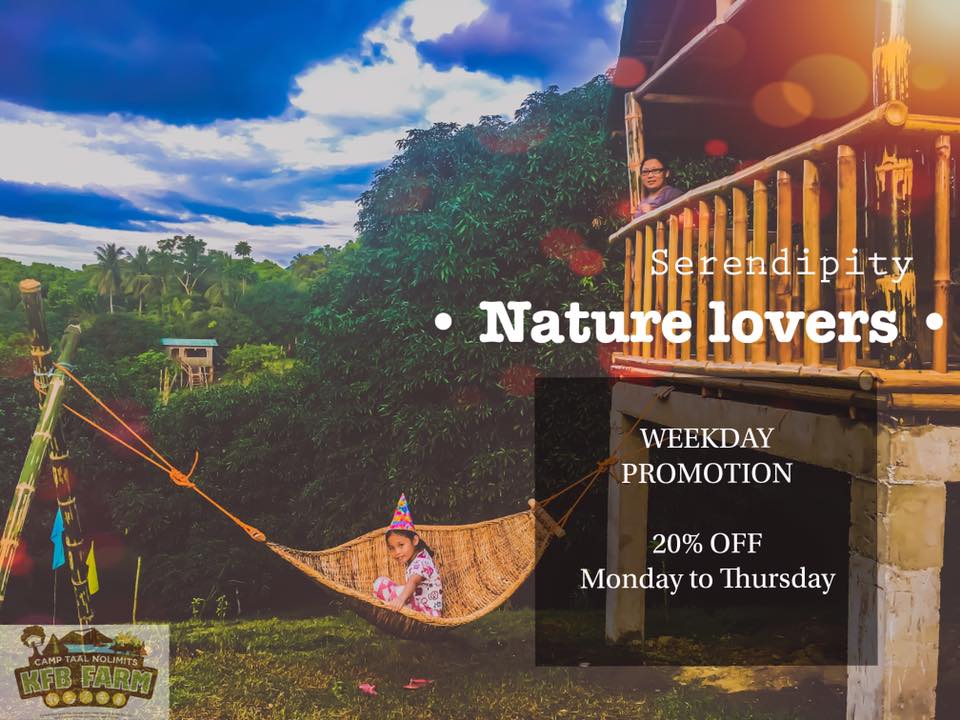 Serendipity
• Nature lovers •
WEEKDAY
PROMOTION
20% OFF
Monday to Thursday
CAMP TAAL NOLIMITS
KFB FARM